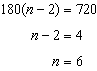 180(n − 2) = 720
n − 2 = 4
n = 6